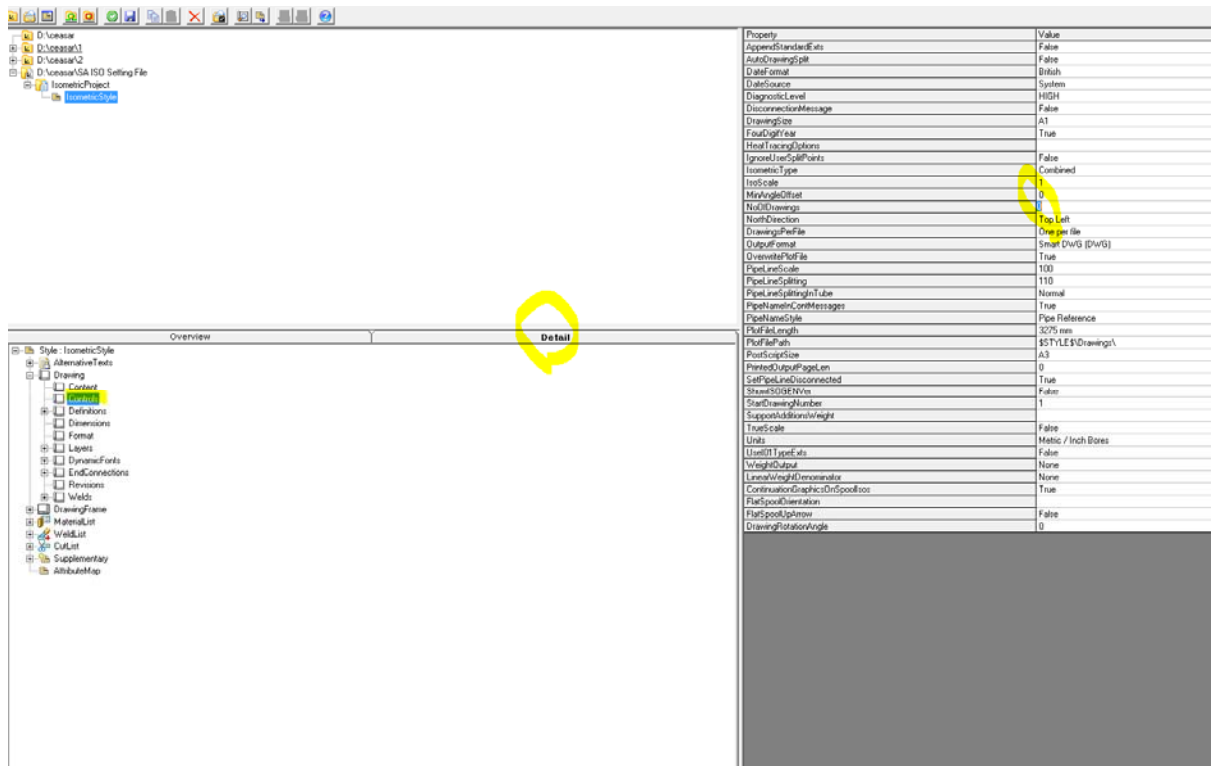 D:\ceasar
D:\ceasar\1
D:\ceasar\2
D:\ceasar\SA ISO Setting File
IsometricProject
IsometricStyle
Overview
Detail
Style : IsometricStyle
AlternativeTexts
Drawing
Content
Controls
Definitions
Dimensions
Format
Layers
DynamicFonts
EndConnections
Revisions
Welds
DrawingFrame
MaterialList
WeldList
CutList
Supplementary
AttributeMap
Property Value
AppendStandardExts False
AutoDrawingSplit False
DateFormat British
DateSource System
DiagnosticLevel HIGH
DisconnectionMessage False
DrawingSize A1
FourDigitYear True
HeatTracingOptions
IgnoreUserSplitPoints False
IsometricType Combined
IsoScale 1
MinAngleOffset 0
NoOfDrawings 0
NorthDirection Top Left
DrawingsPerFile One per file
OutputFormat Smart DWG (DWG)
OverwritePlotFile True
PipeLineScale 100
PipeLineSplitting 110
PipeLineSplittingInTube Normal
PipeNameInContMessages True
PipeNameStyle Pipe Reference
PlotFileLength 3275 mm
PlotFilePath $STYLE$\Drawings\
PostScriptSize A3
PrintedOutputPageLen 0
SetPipeLineDisconnected True
ShowISOGENVer False
StartDrawingNumber 1
SupportAdditionsWeight
TrueScale False
Units Metric / Inch Bores
UseI01TypeExts False
WeightOutput None
LinearWeightDenominator None
ContinuationGraphicsOnSpoolIsos True
FlatSpoolOrientation
FlatSpoolUpArrow False
DrawingRotationAngle 0